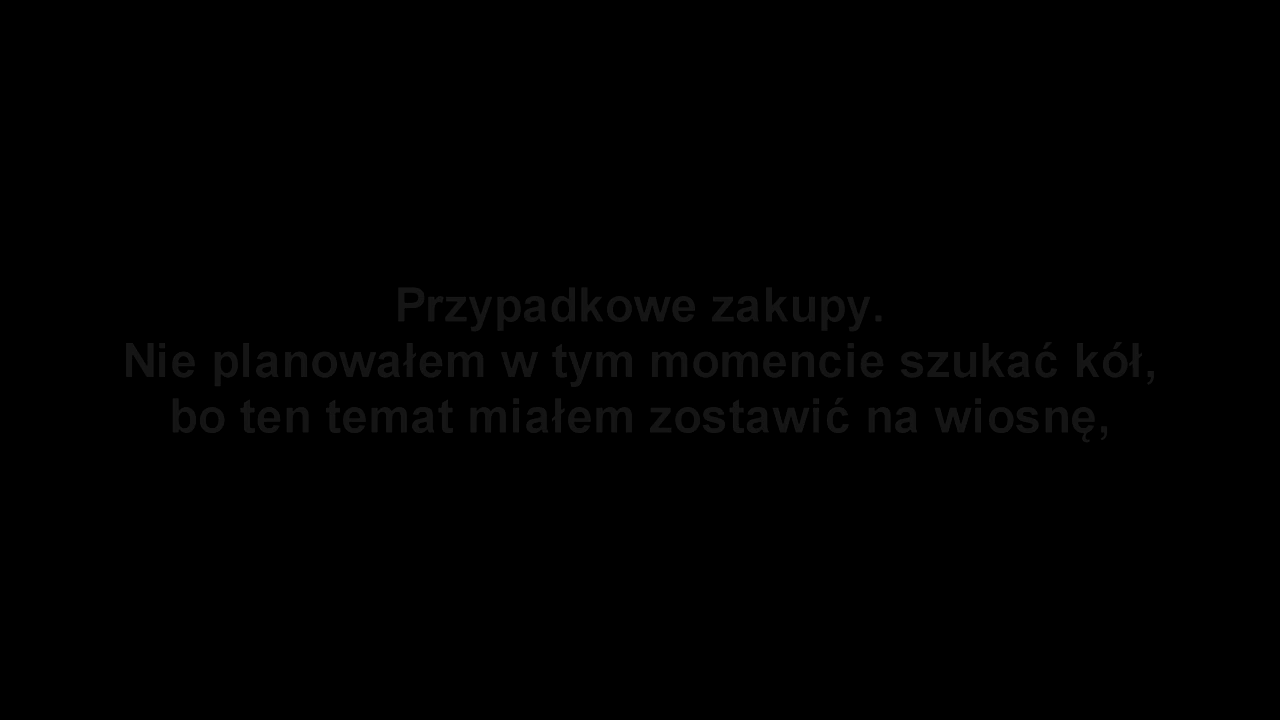 Przypadkowe zakupy.
Nie planowałem w tym momencie szukać kół,
bo ten temat miałem zostawić na wiosnę,